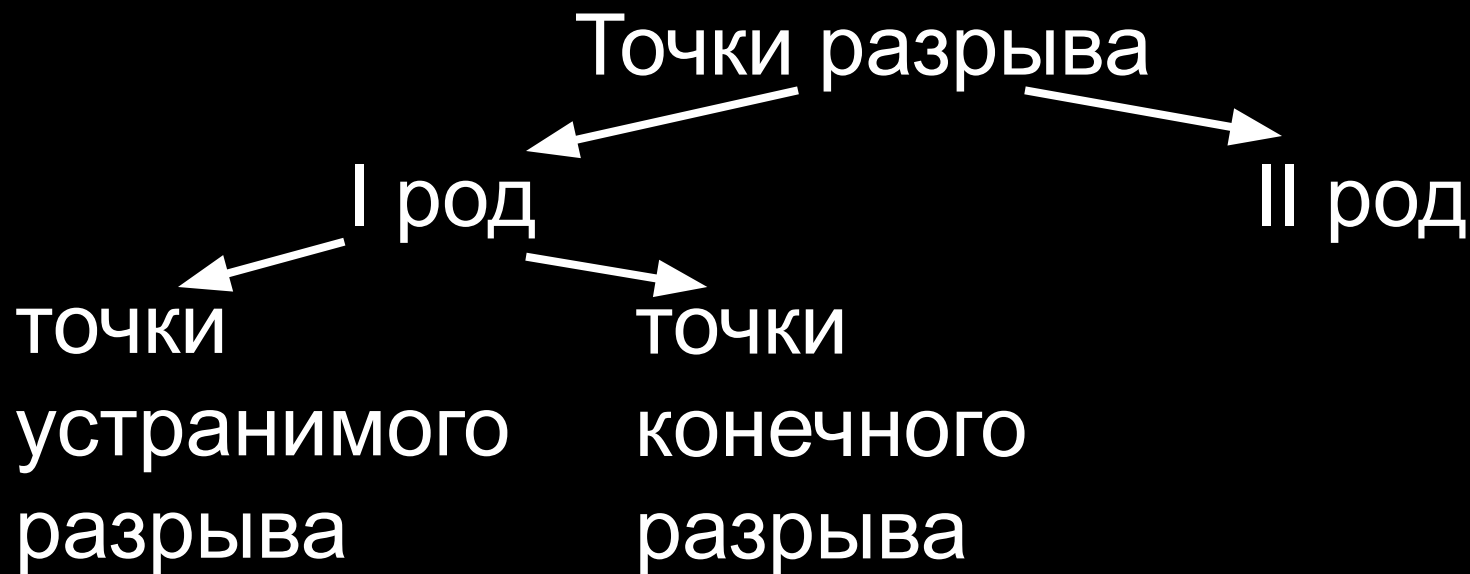 Точки разрыва
I род
II род
точки
устранимого
разрыва
точки
конечного
разрыва